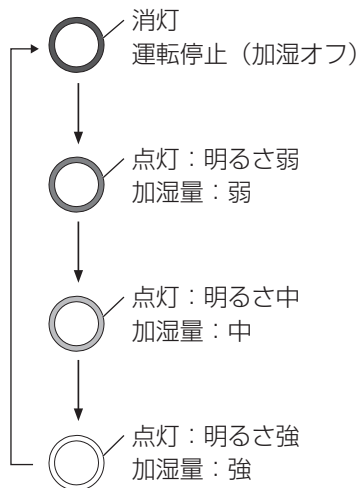 消灯
運転停止（加湿オフ）
点灯：明るさ弱
加湿量：弱
点灯：明るさ中
加湿量：中
点灯：明るさ強
加湿量：強